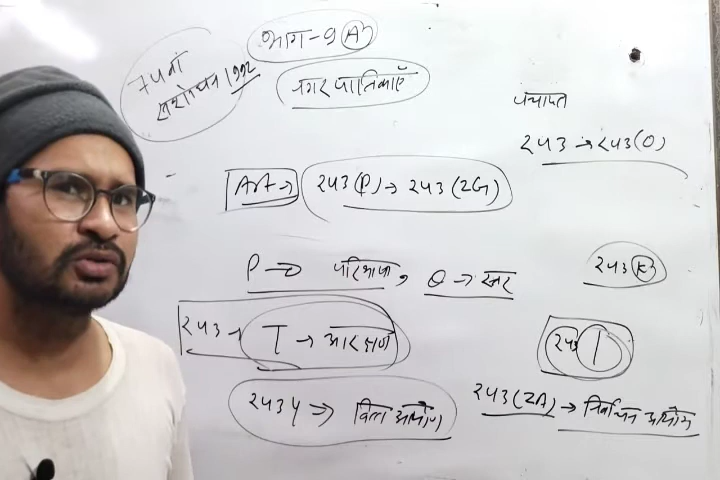 भाग-9 (A)
74वां
संशोधन 1992
नगरपालिकाएँ
पंचायत
243 → 243(O)
Art → 243(P) → 243(ZG)
P → परिभाषा, Q → स्तर
243 (K)
243 → T → आरक्षण
243 I
243 Y → वित्त आयोग
243(ZA) → निर्वाचन आयोग